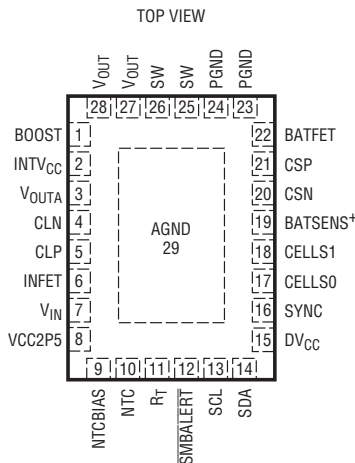 TOP VIEW
VOUT
VOUT
SW
SW
PGND
PGND
28 27 26 25 24 23
BOOST 1
INTVCC 2
VOUTA 3
CLN 4
CLP 5
INFET 6
VIN 7
VCC2P5 8
AGND
29
22 BATFET
21 CSP
20 CSN
19 BATSENS+
18 CELLS1
17 CELLS0
16 SYNC
15 DVCC
9 10 11 12 13 14
NTCBIAS
NTC
RT
SMBALERT
SCL
SDA